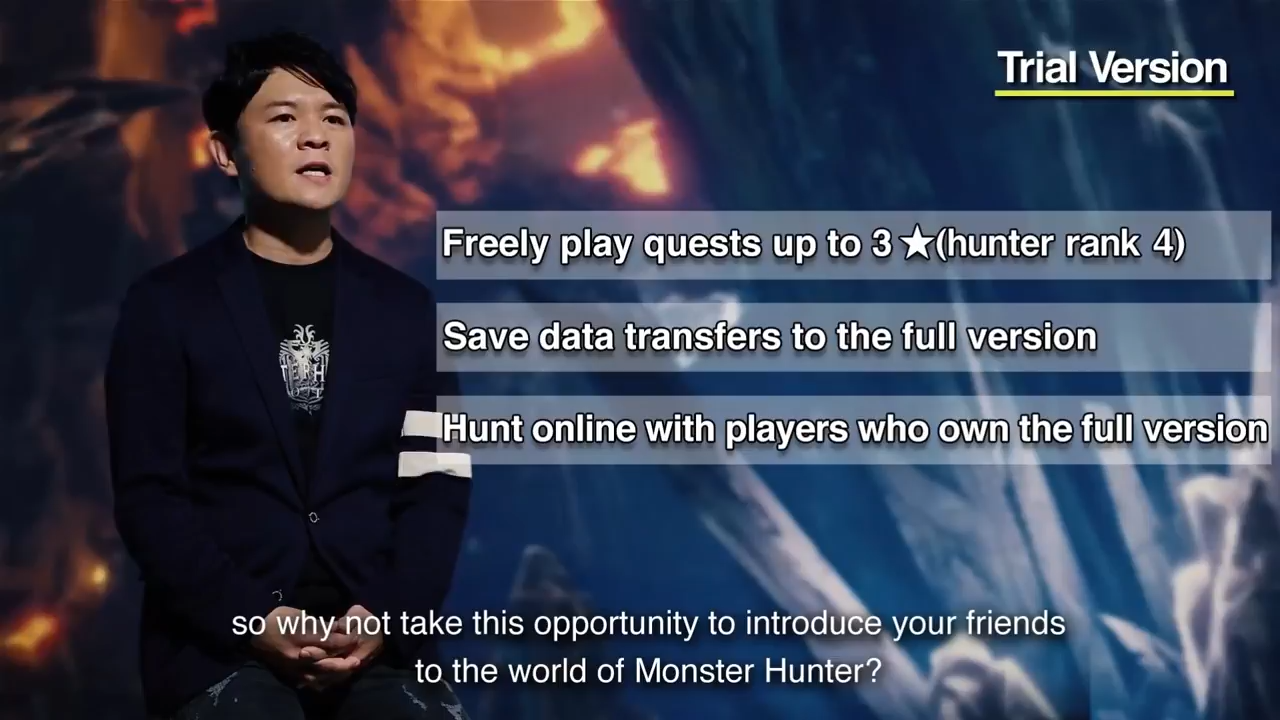 Trial Version
Freely play quests up to 3★(hunter rank 4)
Save data transfers to the full version
Hunt online with players who own the full version
so why not take this opportunity to introduce your friends
to the world of Monster Hunter?